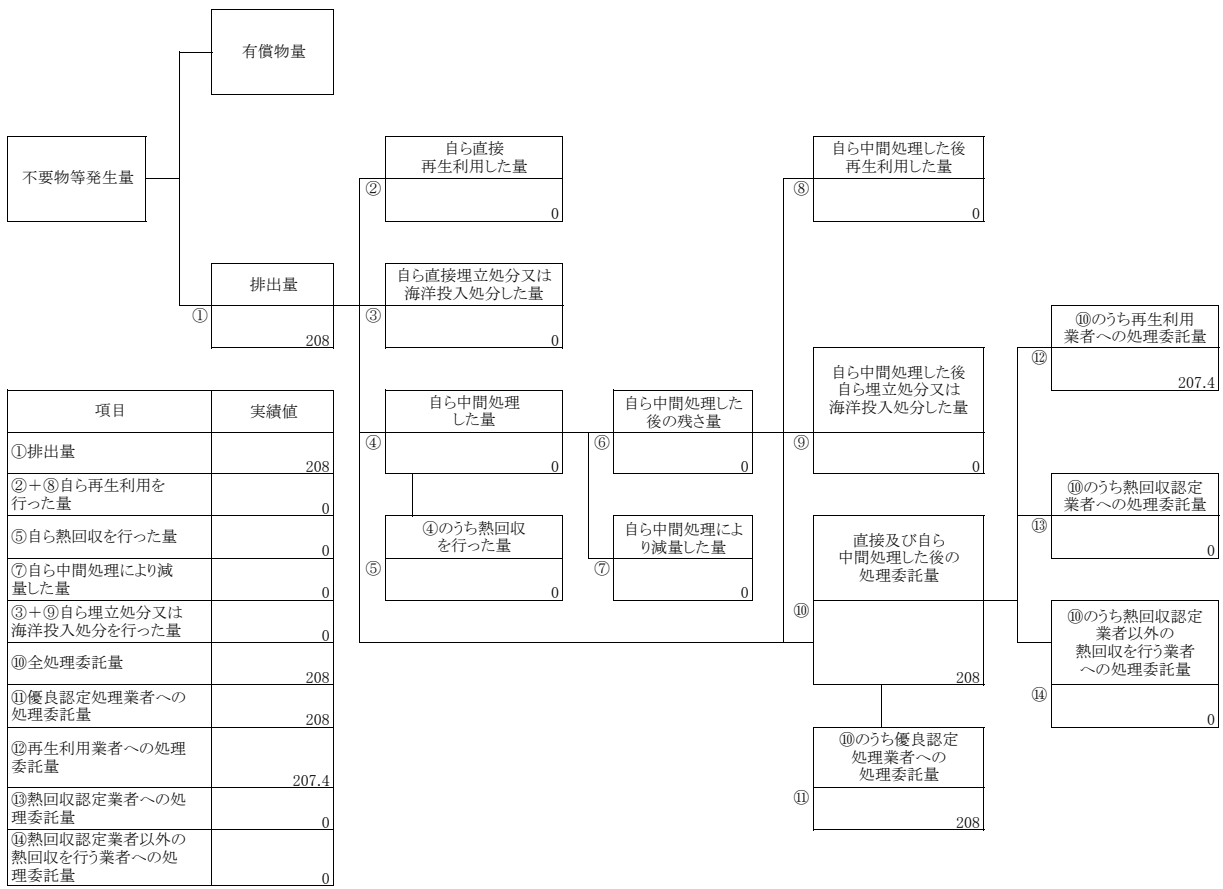 有償物量
不要物等発生量
自ら直接
再生利用した量
②
0
自ら中間処理した後
再生利用した量
⑧
0
排出量
①
208
自ら直接埋立処分又は
海洋投入処分した量
③
0
自ら中間処理
した量
④
0
自ら中間処理した
後の残さ量
⑥
0
自ら中間処理した後
自ら埋立処分又は
海洋投入処分した量
⑨
0
⑩のうち再生利用
業者への処理委託量
⑫
207.4
④のうち熱回収
を行った量
⑤
0
自ら中間処理によ
り減量した量
⑦
0
直接及び自ら
中間処理した後の
処理委託量
⑩
208
⑩のうち熱回収認定
業者への処理委託量
⑬
0
⑩のうち熱回収認定
業者以外の
熱回収を行う業者
への処理委託量
⑭
0
⑩のうち優良認定
処理業者への
処理委託量
⑪
208
項目 実績値
①排出量
208
②+⑧自ら再生利用を
行った量
0
⑤自ら熱回収を行った量
0
⑦自ら中間処理により減
量した量
0
③+⑨自ら埋立処分又は
海洋投入処分を行った量
0
⑩全処理委託量
208
⑪優良認定処理業者への
処理委託量
208
⑫再生利用業者への処理
委託量
207.4
⑬熱回収認定業者への処
理委託量
0
⑭熱回収認定業者以外の
熱回収を行う業者への処
理委託量
0